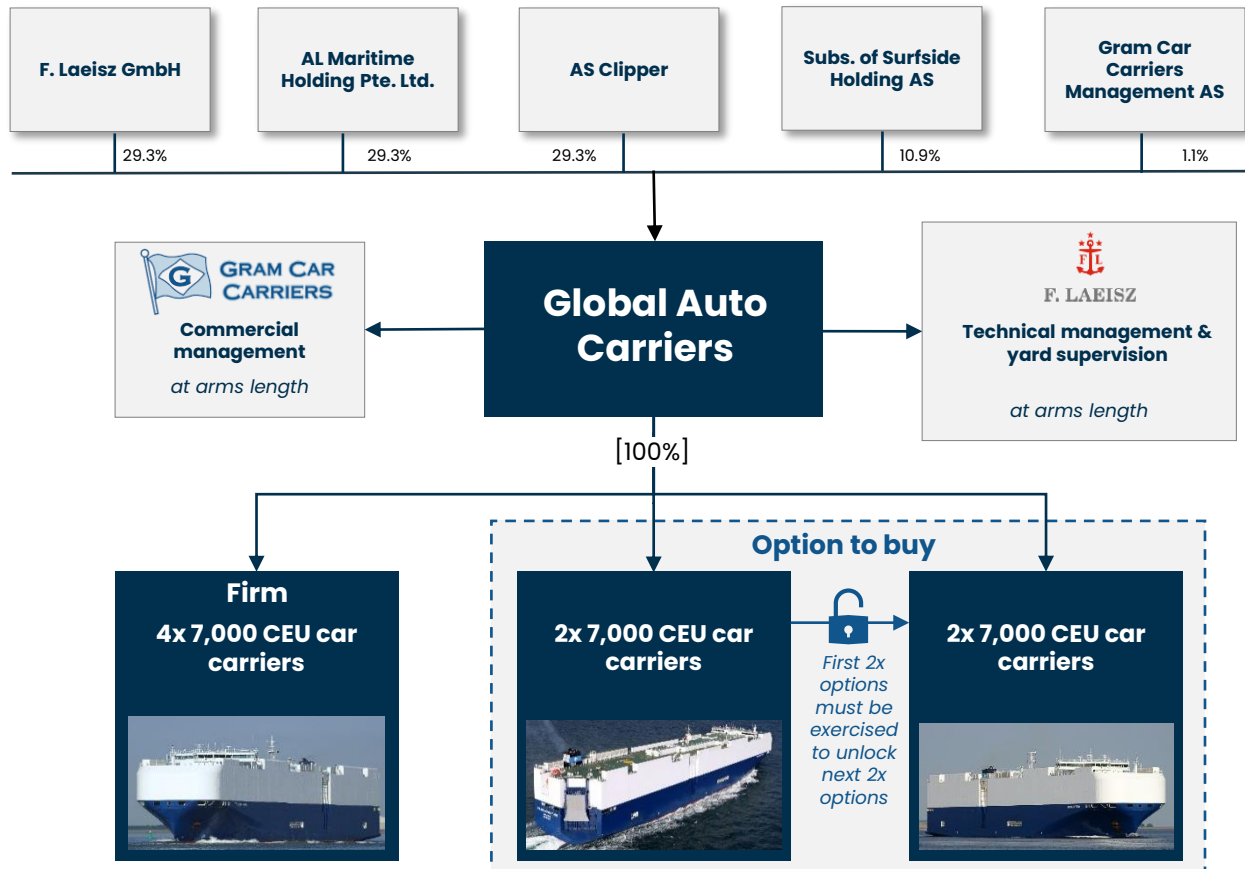 F. Laeisz GmbH
AL Maritime
Holding Pte. Ltd.
AS Clipper
Subs. of Surfside
Holding AS
Gram Car
Carriers
Management AS
29.3%
29.3%
29.3%
10.9%
1.1%
G
GRAM CAR
CARRIERS
Commercial
management
at arms length
Global Auto
Carriers
F L
F. LAEISZ
Technical management &
yard supervision
at arms length
[100%]
Option to buy
Firm
4x 7,000 CEU car
carriers
2x 7,000 CEU car
carriers
First 2x
options
must be
exercised
to unlock
next 2x
options
2x 7,000 CEU car
carriers